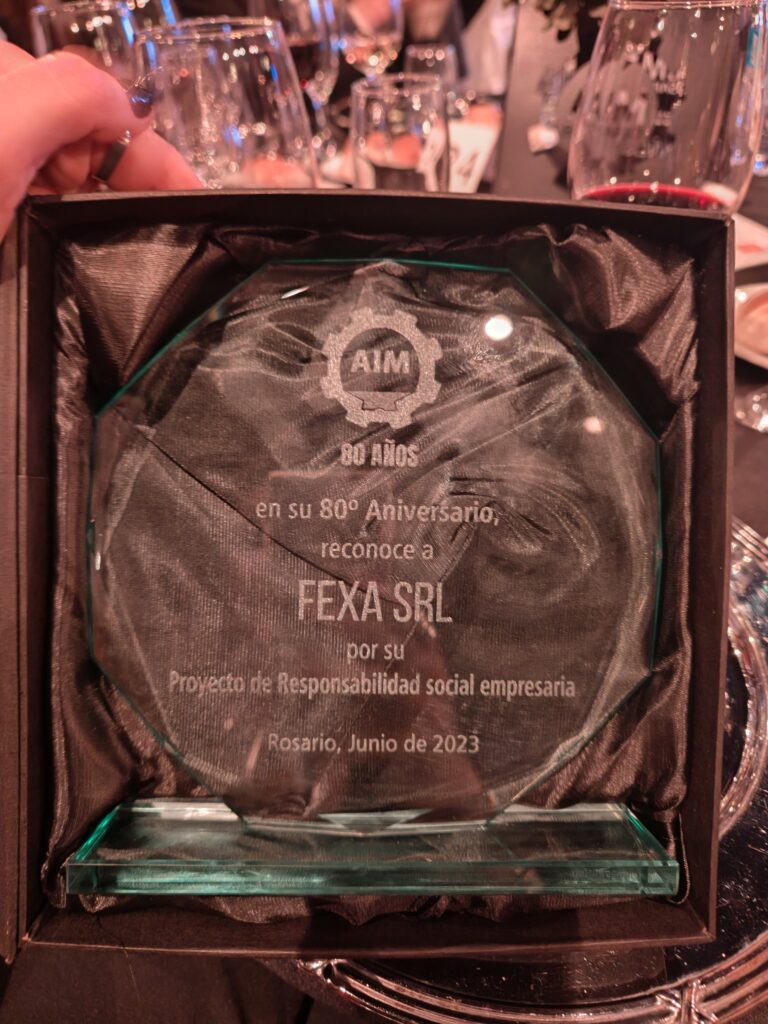 AIM
80 AÑOS
en su 80º Aniversario,
reconoce a
FEXA SRL
por su
Proyecto de Responsabilidad social empresaria
Rosario, Junio de 2023